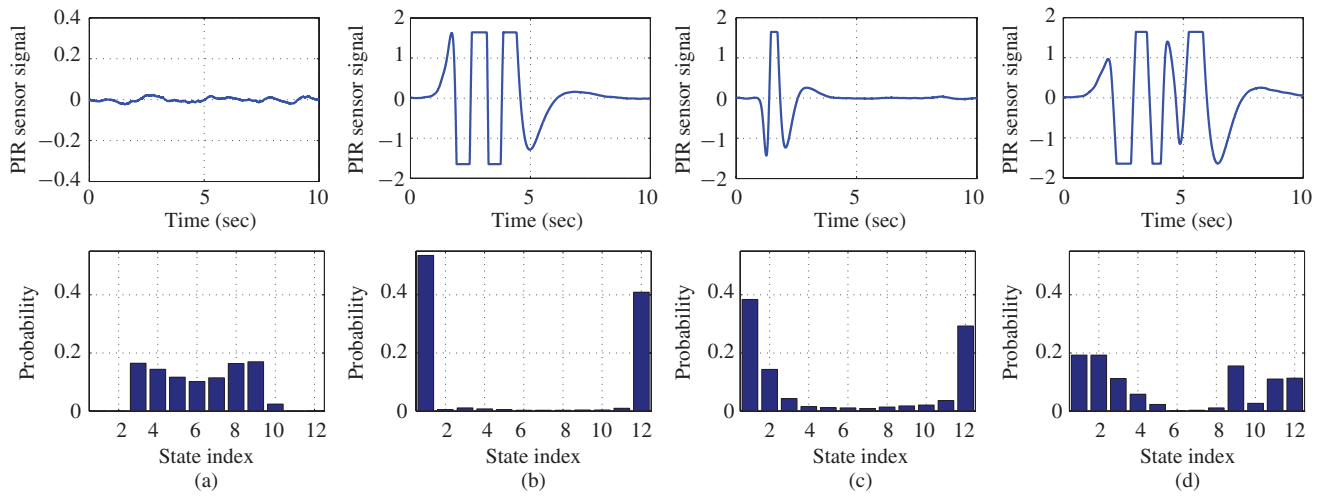 PIR sensor signal
0.4
0.2
0
−0.2
−0.4
0
5
10
Time (sec)
PIR sensor signal
2
1
0
−1
−2
0
5
10
Time (sec)
PIR sensor signal
2
1
0
−1
−2
0
5
10
Time (sec)
PIR sensor signal
2
1
0
−1
−2
0
5
10
Time (sec)
Probability
0.4
0.2
0
2 4 6 8 10 12
State index
(a)
Probability
0.4
0.2
0
2 4 6 8 10 12
State index
(b)
Probability
0.4
0.2
0
2 4 6 8 10 12
State index
(c)
Probability
0.4
0.2
0
2 4 6 8 10 12
State index
(d)